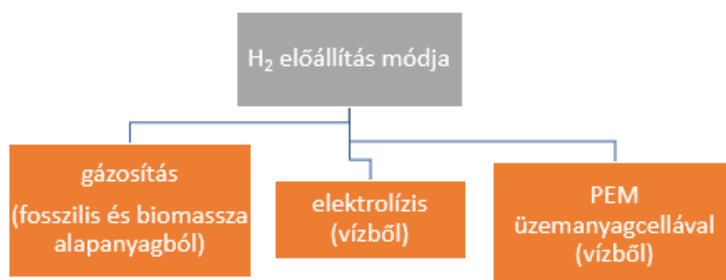 H₂ előállítás módja
gázosítás
(fosszilis és biomassza
alapanyagból)
elektrolízis
(vízből)
PEM
üzemanyagcellával
(vízből)